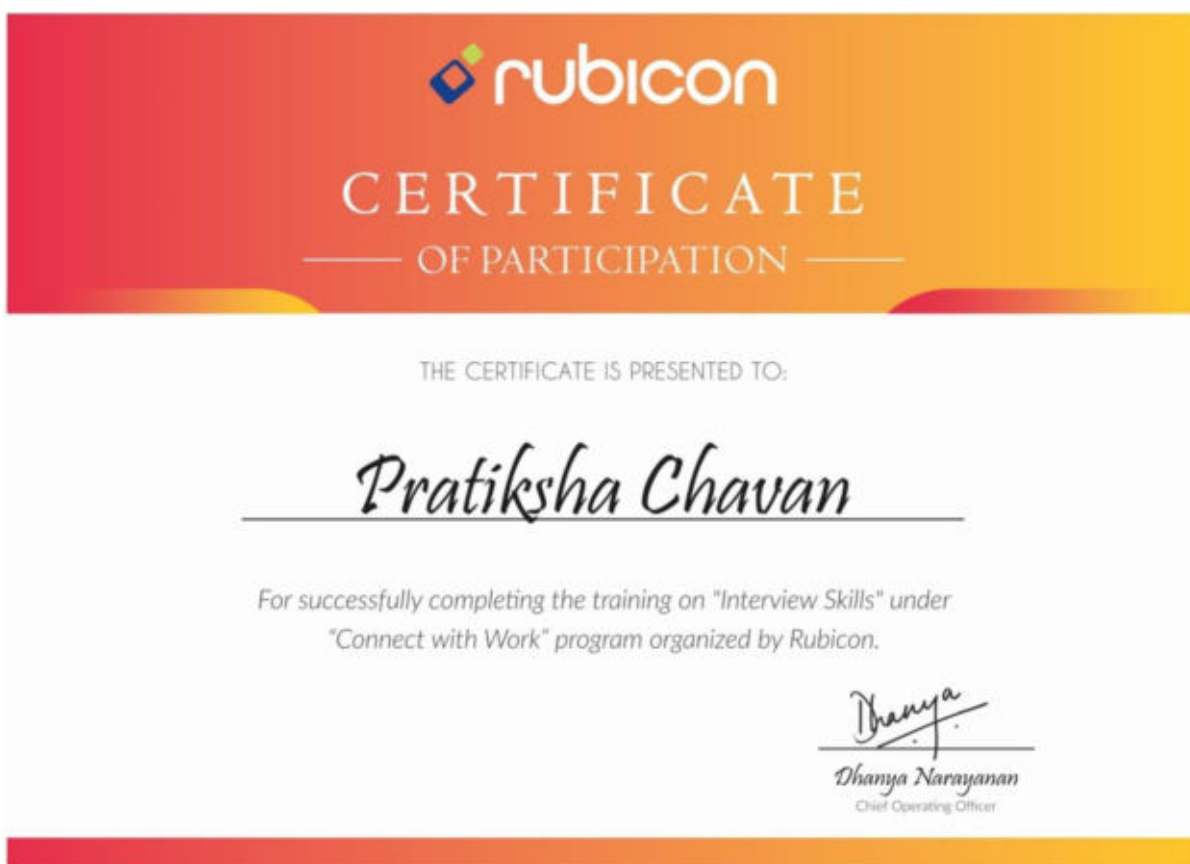 rubicon
CERTIFICATE
OF PARTICIPATION
THE CERTIFICATE IS PRESENTED TO:
Pratiksha Chavan
For successfully completing the training on "Interview Skills" under
"Connect with Work" program organized by Rubicon.
Dhanya
Dhanya Narayanan
Chief Operating Officer